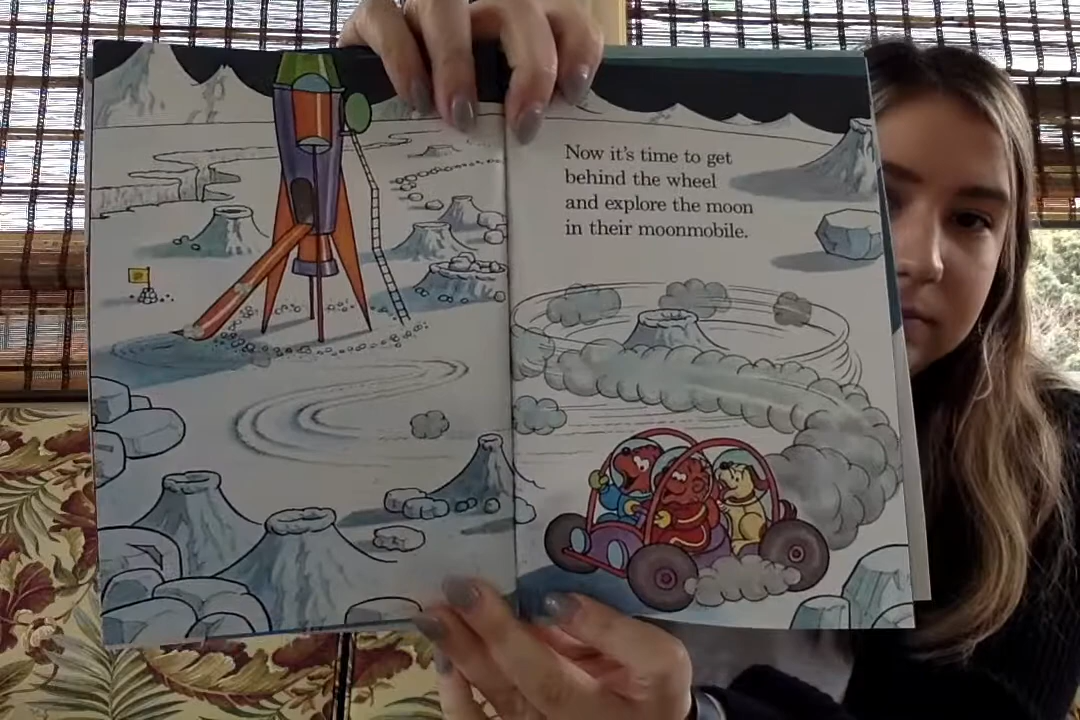 Now it's time to get
behind the wheel
and explore the moon
in their moonmobile.